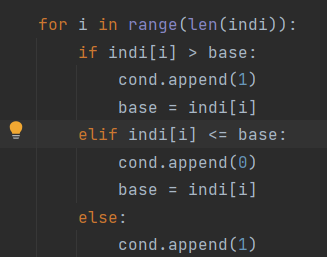 for i in range(len(indi)):
    if indi[i] > base:
        cond.append(1)
        base = indi[i]
    elif indi[i] <= base:
        cond.append(0)
        base = indi[i]
    else:
        cond.append(1)